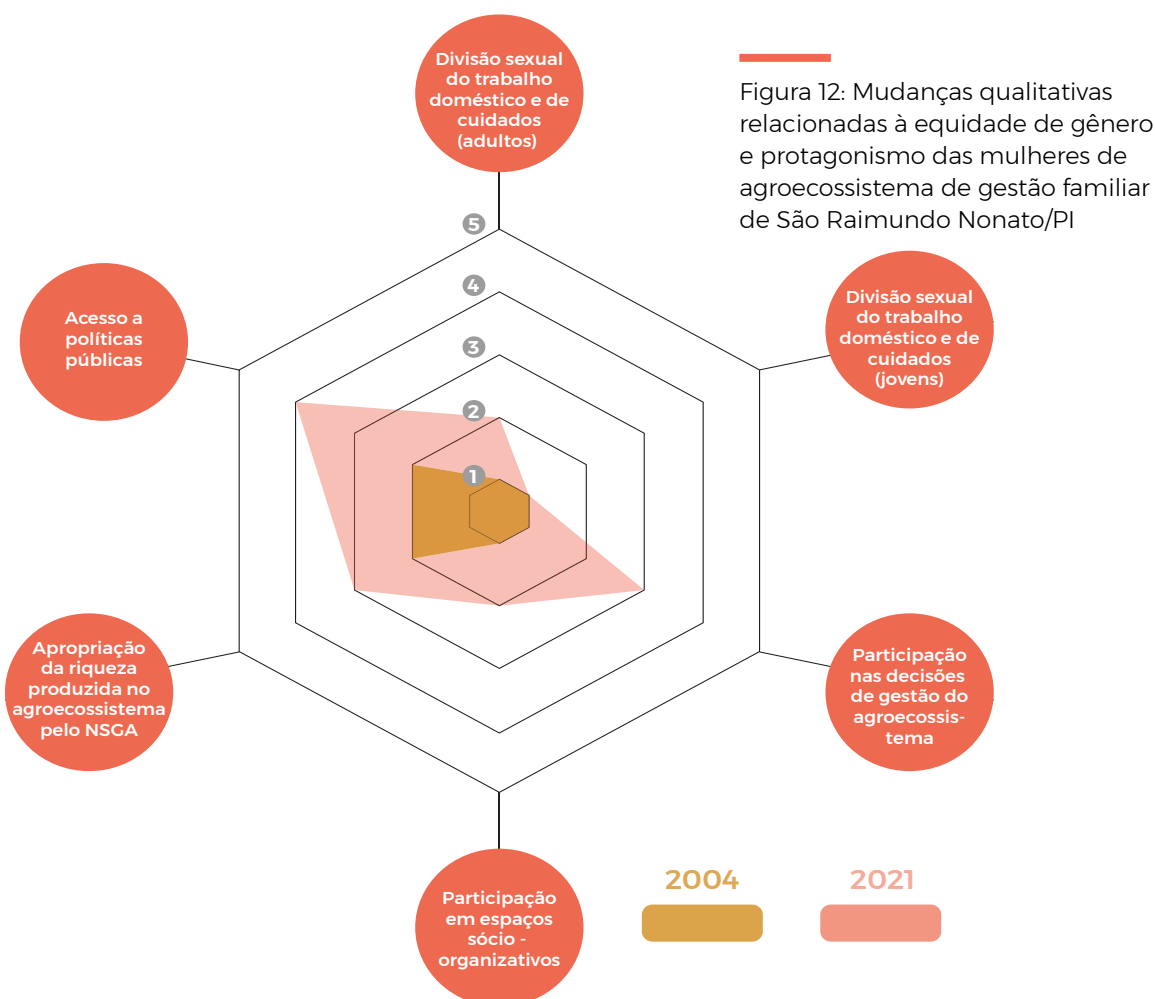 Divisão sexual
do trabalho
doméstico e de
cuidados
(adultos)
Figura 12: Mudanças qualitativas
relacionadas à equidade de gênero
e protagonismo das mulheres de
agroecossistema de gestão familiar
de São Raimundo Nonato/PI
5
4
3
2
1
Acesso a
políticas
públicas
Divisão sexual
do trabalho
doméstico e de
cuidados
(jovens)
Apropriação
da riqueza
produzida no
agroecossistema
pelo NSGA
Participação
nas decisões
de gestão do
agroecossis-
tema
Participação
em espaços
sócio -
organizativos
2004
2021